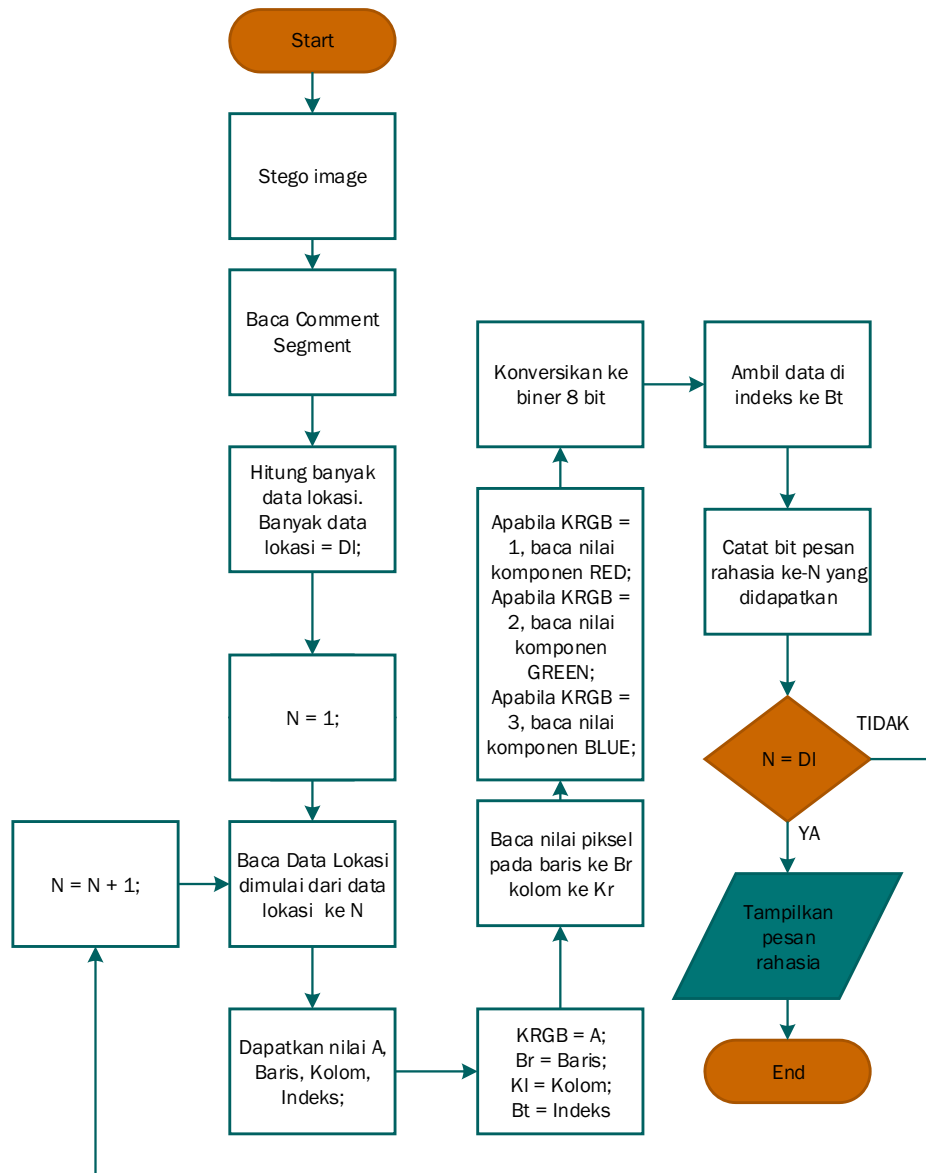 Start
Stego image
Baca Comment
Segment
Hitung banyak
data lokasi.
Banyak data
lokasi = Dl;
N = 1;
N = N + 1;
Baca Data Lokasi
dimulai dari data
lokasi ke N
Dapatkan nilai A,
Baris, Kolom,
Indeks;
KRGB = A;
Br = Baris;
Kl = Kolom;
Bt = Indeks
Baca nilai piksel
pada baris ke Br
kolom ke Kr
Apabila KRGB =
1, baca nilai
komponen RED;
Apabila KRGB =
2, baca nilai
komponen
GREEN;
Apabila KRGB =
3, baca nilai
komponen BLUE;
Konversikan ke
biner 8 bit
Ambil data di
indeks ke Bt
Catat bit pesan
rahasia ke-N yang
didapatkan
N = Dl
TIDAK
YA
Tampilkan
pesan
rahasia
End